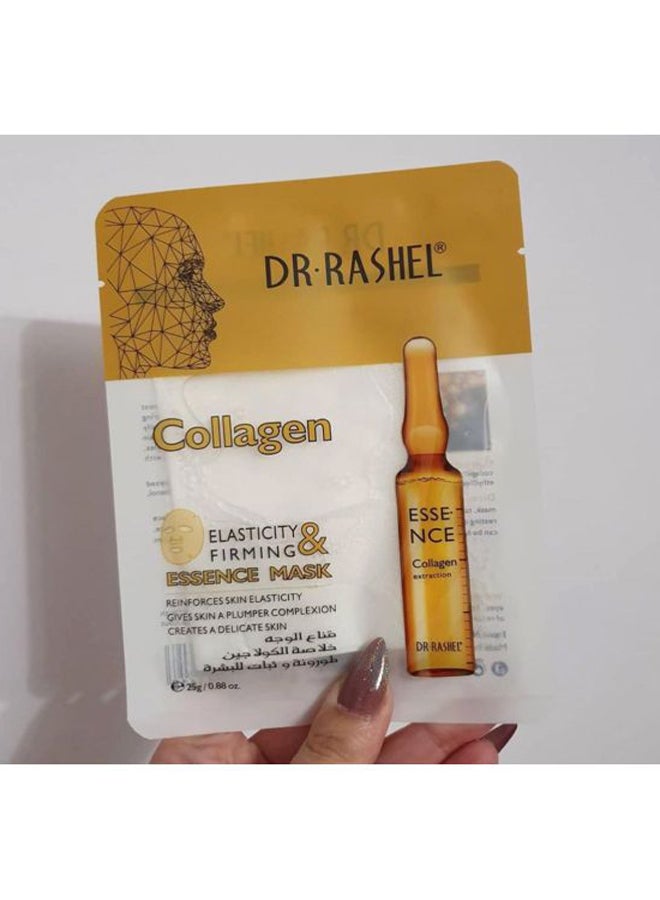 DR·RASHEL®
Collagen
ELASTICITY &
FIRMING
ESSENCE MASK
REINFORCES SKIN ELASTICITY
GIVES SKIN A PLUMPER COMPLEXION
CREATES A DELICATE SKIN
قناع الوجه
خلاصة الكولاجين
طورونة و ثبات للبشرة
℮ 25g / 0.88 oz.
ESSE-
NCE
Collagen
extraction
DR·RASHEL®